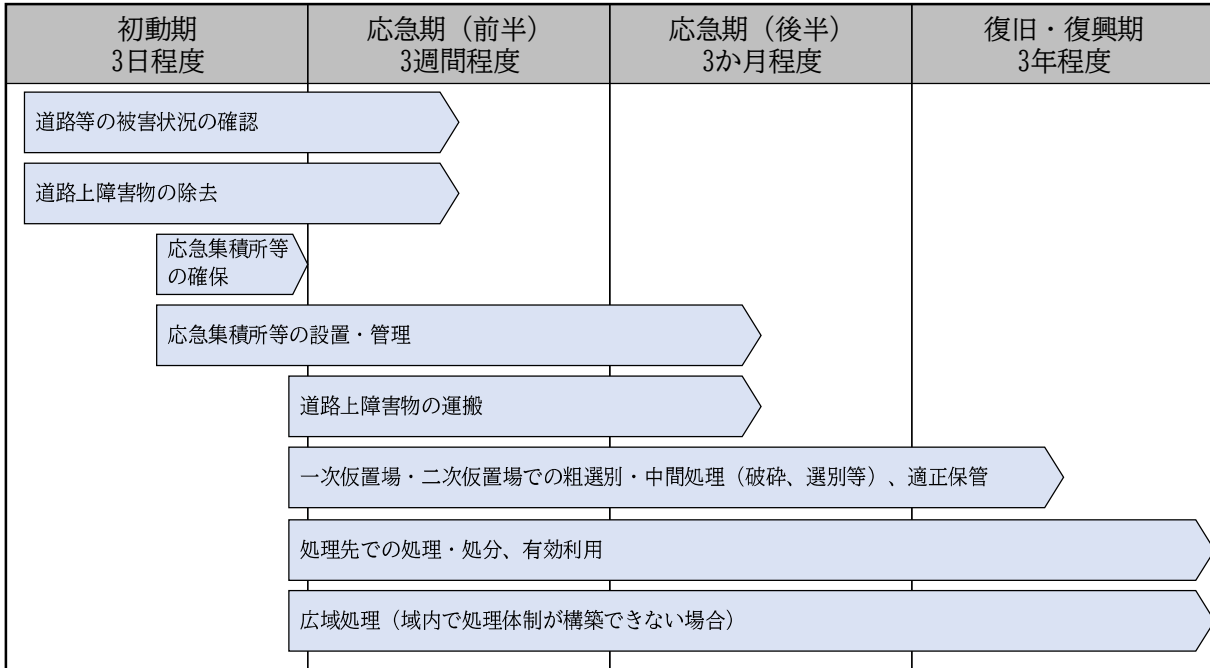 初動期
3日程度
応急期（前半）
3週間程度
応急期（後半）
3か月程度
復旧・復興期
3年程度
道路等の被害状況の確認
道路上障害物の除去
応急集積所等
の確保
応急集積所等の設置・管理
道路上障害物の運搬
一次仮置場・二次仮置場での粗選別・中間処理（破砕、選別等）、適正保管
処理先での処理・処分、有効利用
広域処理（域内で処理体制が構築できない場合）